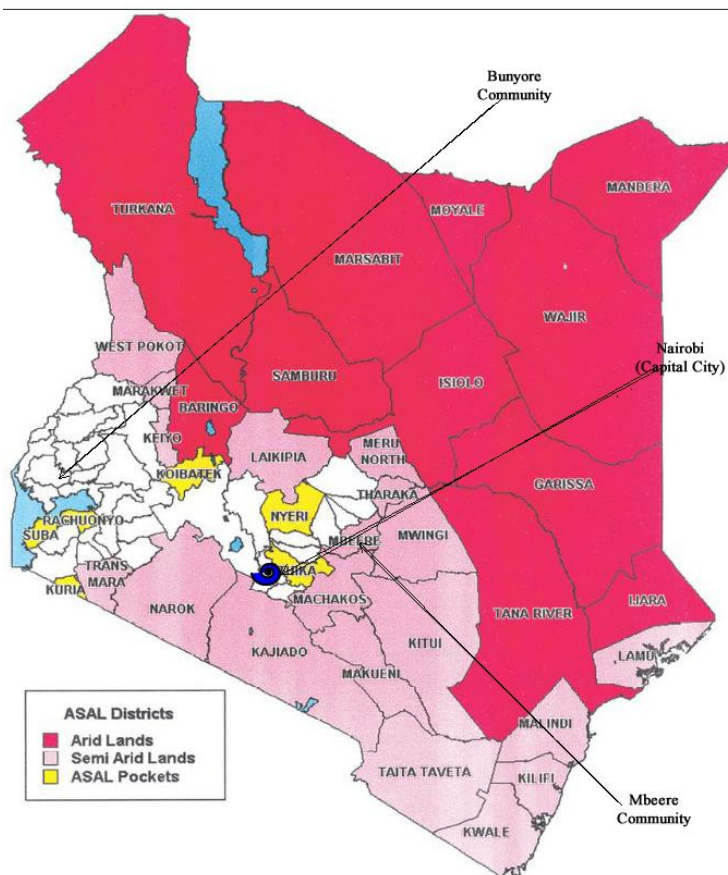 Bunyore
Community
MANDERA
TURKANA
MOYALE
MARSABIT
WAJIR
WEST POKOT
Nairobi
(Capital City)
SAMBURU
ISIOLO
MARAKWET
BARINGO
KEIYO
LAIKIPIA
MERU
NORTH
KOIBATEK
GARISSA
THARAKA
NYERI
RACHUONYO
SUBA
MBEERE
MWINGI
TRANS
MARA
KURIA
MACHAKOS
NAROK
IJARA
TANA RIVER
KITUI
KAJIADO
LAMU
MAKUENI
ASAL Districts
Arid Lands
Semi Arid Lands
ASAL Pockets
MALINDI
TAITA TAVETA
KILIFI
Mbeere
Community
KWALE